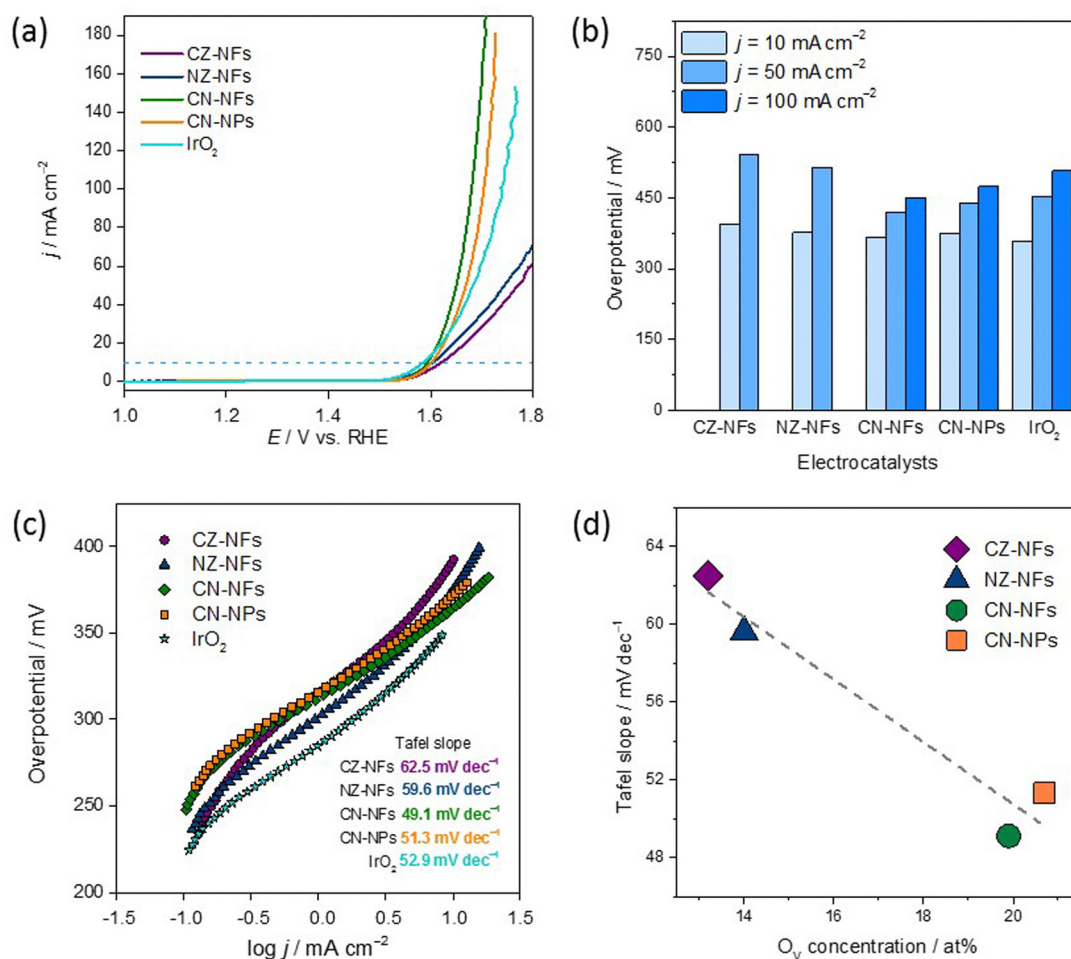 (a)
180
160
140
120
100
80
60
40
20
0
j / mA cm⁻²
CZ-NFs
NZ-NFs
CN-NFs
CN-NPs
IrO₂
1.0 1.2 1.4 1.6 1.8
E / V vs. RHE
(b)
750
600
450
300
150
0
Overpotential / mV
j = 10 mA cm⁻²
j = 50 mA cm⁻²
j = 100 mA cm⁻²
CZ-NFs NZ-NFs CN-NFs CN-NPs IrO₂
Electrocatalysts
(c)
400
350
300
250
200
Overpotential / mV
CZ-NFs
NZ-NFs
CN-NFs
CN-NPs
IrO₂
Tafel slope
CZ-NFs 62.5 mV dec⁻¹
NZ-NFs 59.6 mV dec⁻¹
CN-NFs 49.1 mV dec⁻¹
CN-NPs 51.3 mV dec⁻¹
IrO₂ 52.9 mV dec⁻¹
-1.5 -1.0 -0.5 0.0 0.5 1.0 1.5
log j / mA cm⁻²
(d)
64
60
56
52
48
Tafel slope / mV dec⁻¹
CZ-NFs
NZ-NFs
CN-NFs
CN-NPs
14 16 18 20
Oᵥ concentration / at%